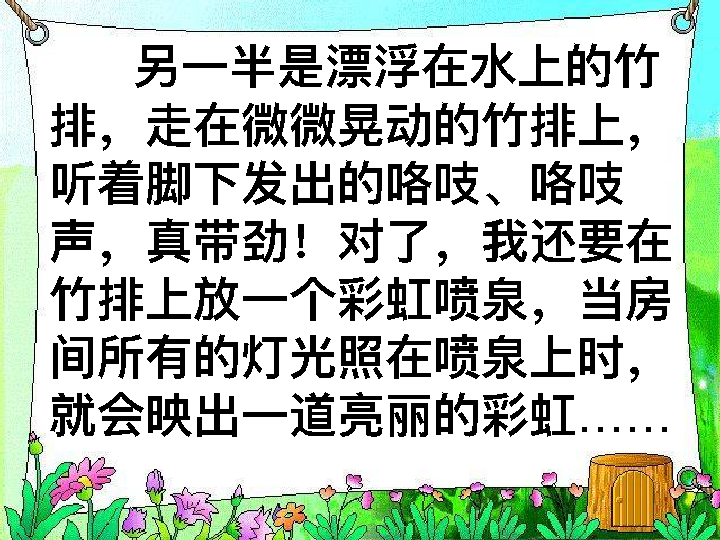 另一半是漂浮在水上的竹
排，走在微微晃动的竹排上，
听着脚下发出的咯吱、咯吱
声，真带劲！对了，我还要在
竹排上放一个彩虹喷泉，当房
间所有的灯光照在喷泉上时，
就会映出一道亮丽的彩虹……